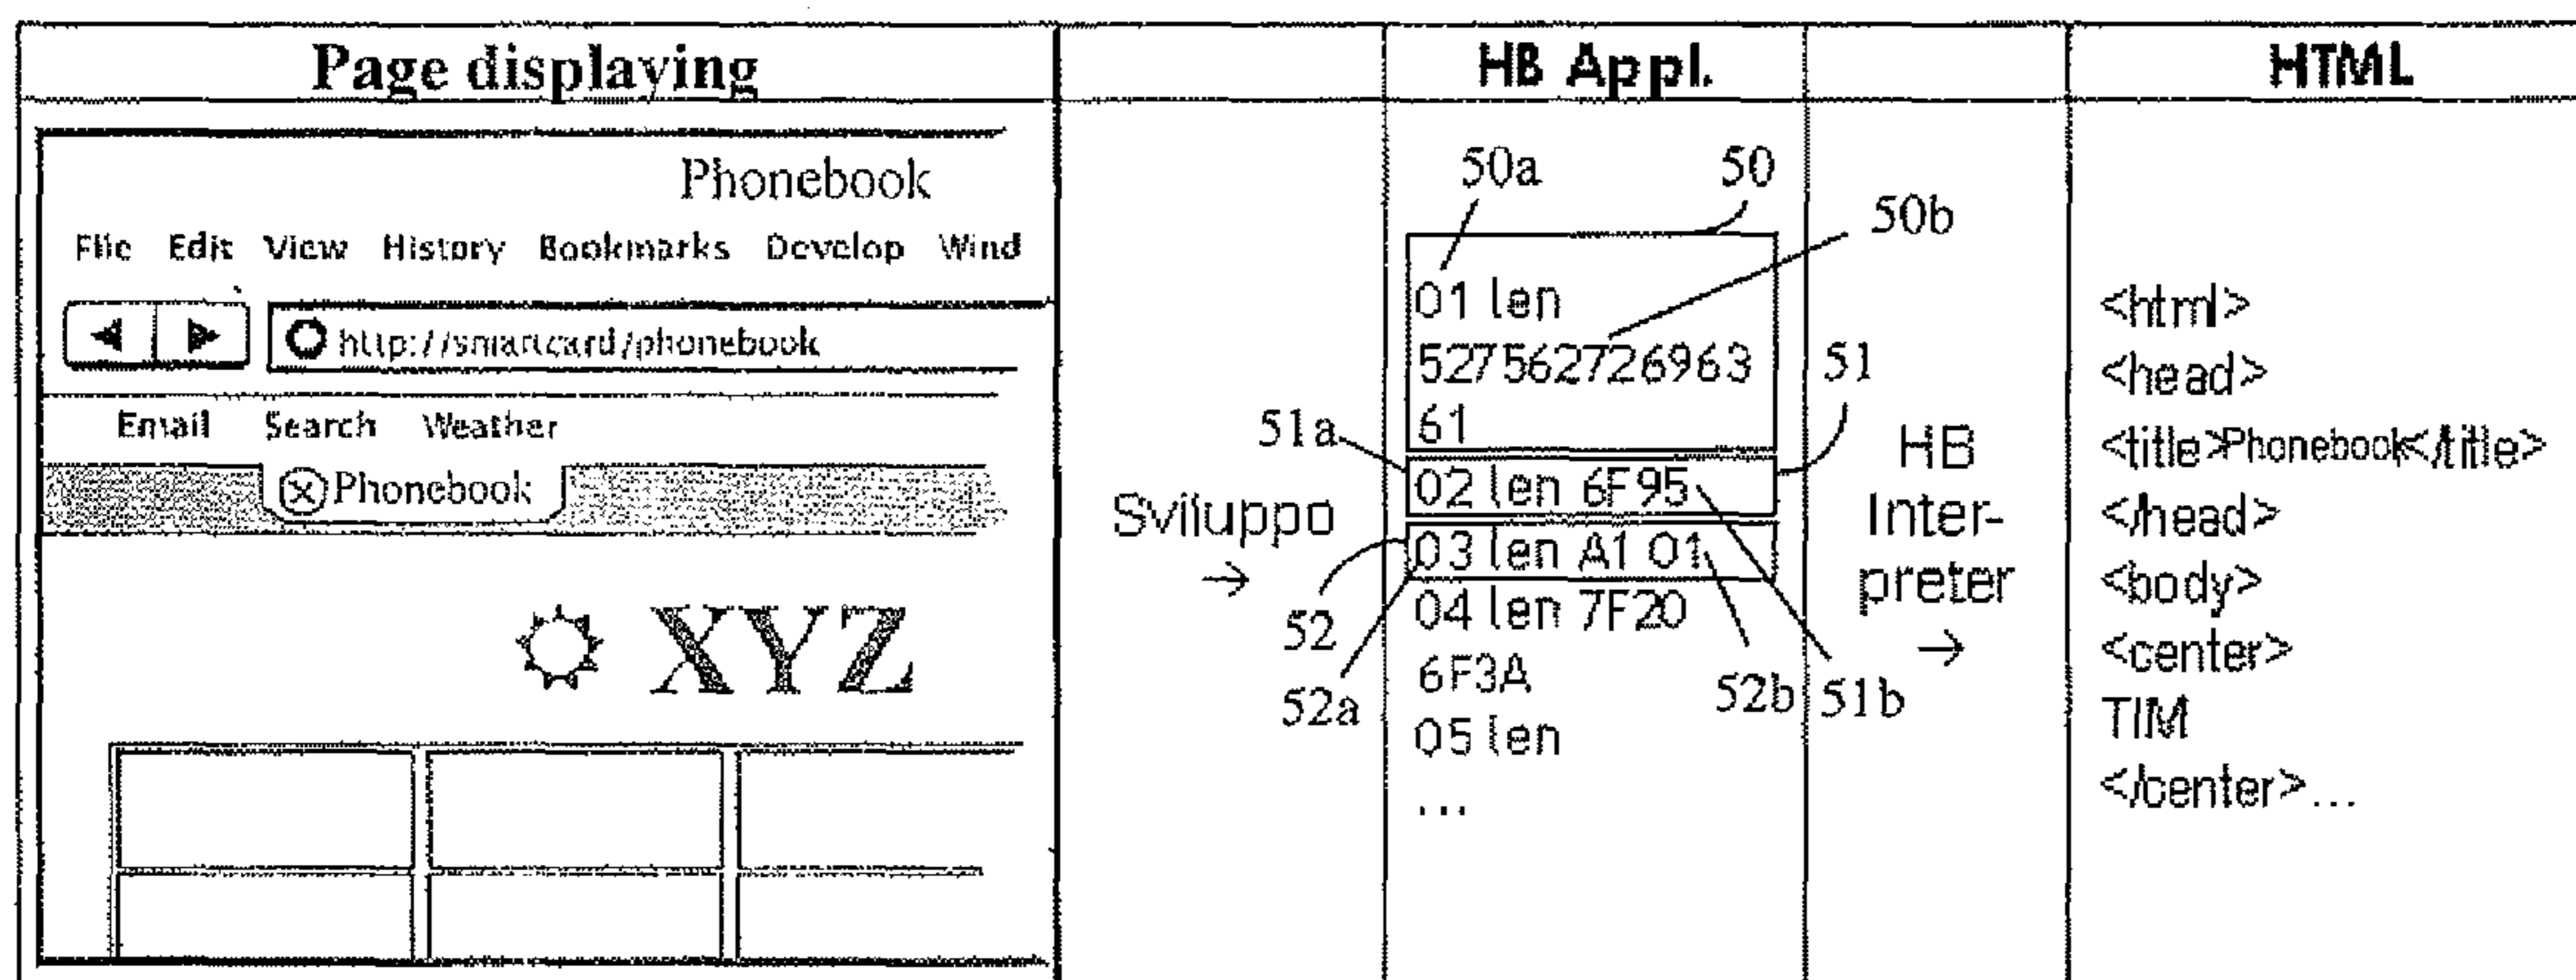 Page displaying
HB Appl.
HTML
Phonebook
File Edit View History Bookmarks Develop Wind
http://smartcard/phonebook
Email Search Weather
Phonebook
XYZ
Sviluppo
→
50a
50
50b
01 len
527562726963
61
51
51a
02 len 6F95
03 len A1 01
52
04 len 7F20
52a
6F3A
52b
51b
05 len
...
HB
Inter-
preter
→
<html>
<head>
<title>Phonebook</title>
</head>
<body>
<center>
TIM
</center>...